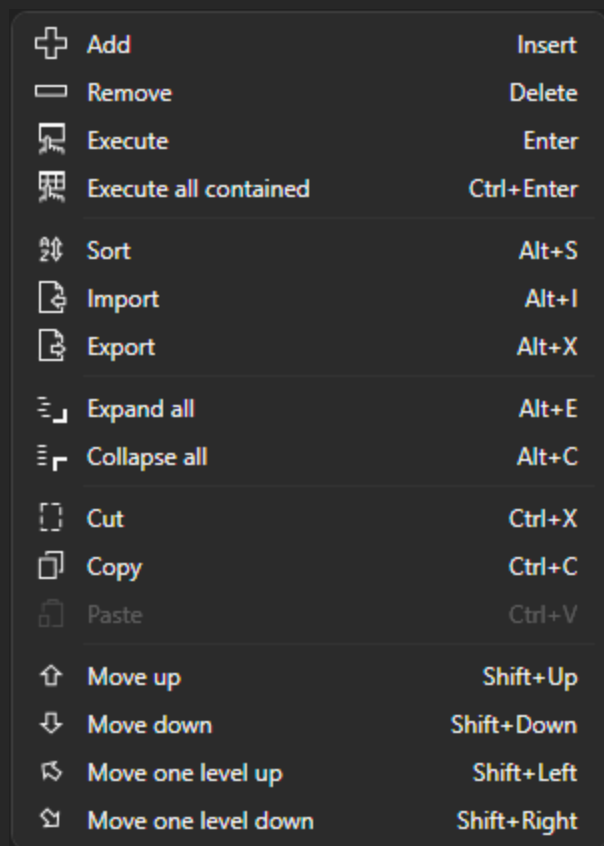 Add Insert
Remove Delete
Execute Enter
Execute all contained Ctrl+Enter
Sort Alt+S
Import Alt+I
Export Alt+X
Expand all Alt+E
Collapse all Alt+C
Cut Ctrl+X
Copy Ctrl+C
Paste Ctrl+V
Move up Shift+Up
Move down Shift+Down
Move one level up Shift+Left
Move one level down Shift+Right